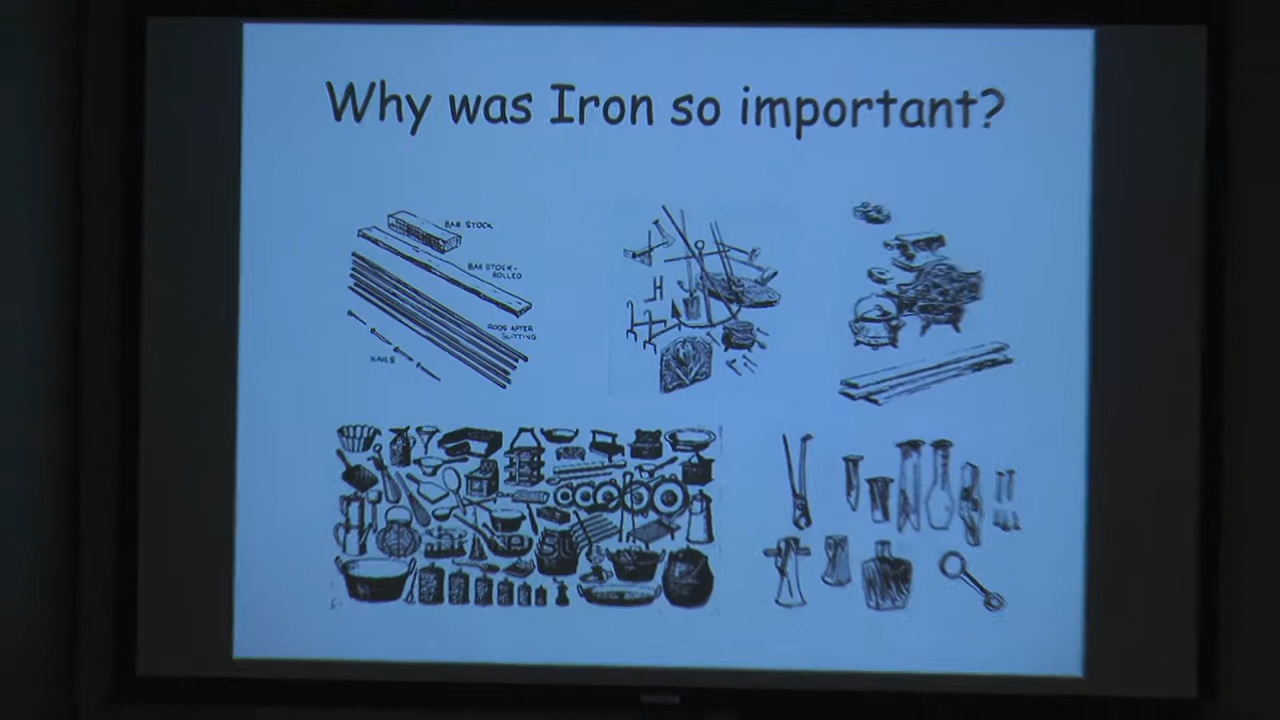 Why was Iron so important?
BAR STOCK
BAR STOCK-
ROLLED
RODS AFTER
SLITTING
NAILS